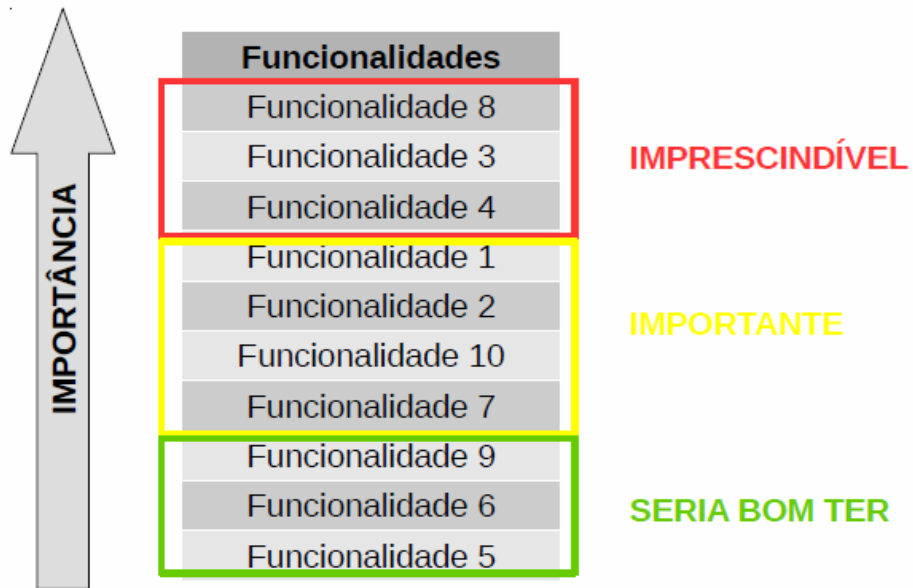 Funcionalidades
Funcionalidade 8
Funcionalidade 3
Funcionalidade 4
Funcionalidade 1
Funcionalidade 2
Funcionalidade 10
Funcionalidade 7
Funcionalidade 9
Funcionalidade 6
Funcionalidade 5
IMPORTÂNCIA
IMPRESCINDÍVEL
IMPORTANTE
SERIA BOM TER